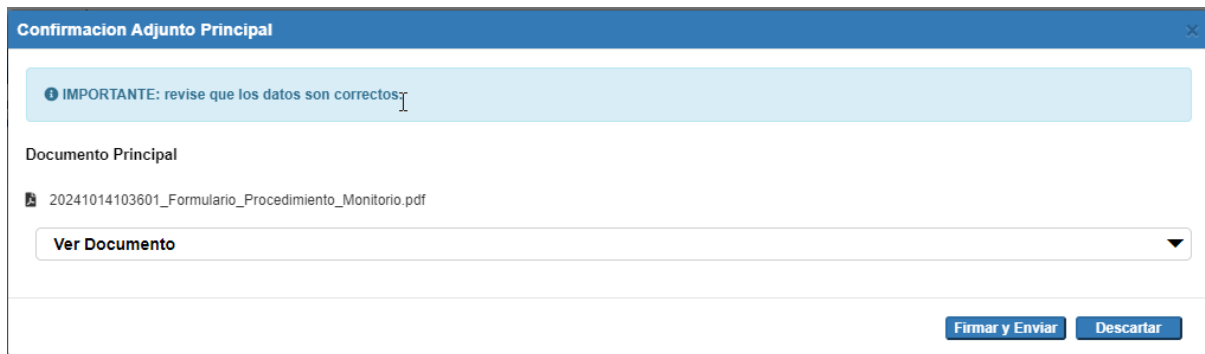 Confirmacion Adjunto Principal
IMPORTANTE: revise que los datos son correctos.
Documento Principal
20241014103601_Formulario_Procedimiento_Monitorio.pdf
Ver Documento
Firmar y Enviar Descartar